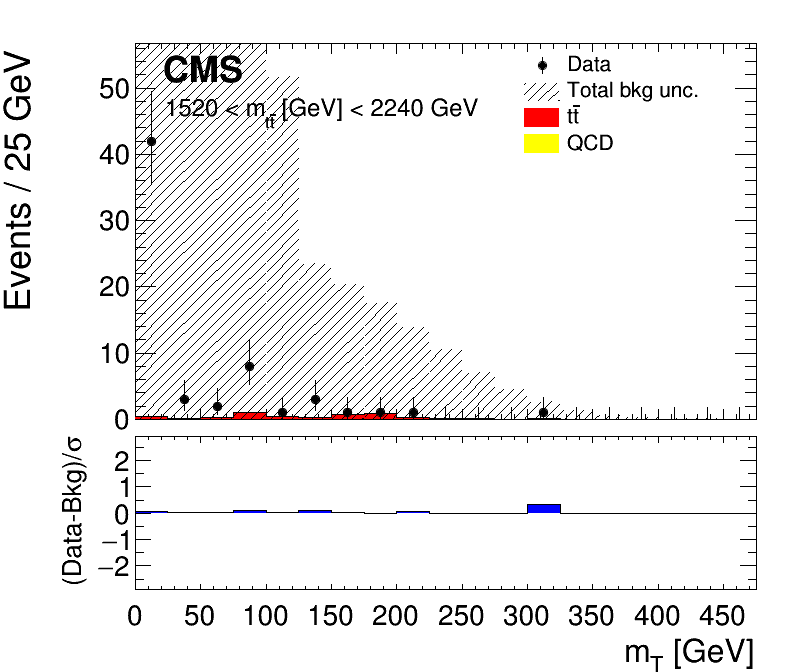 CMS
1520 < m_{tt̄} [GeV] < 2240 GeV
Data
Total bkg unc.
tt̄
QCD
Events / 25 GeV
50
40
30
20
10
0
(Data-Bkg)/σ
2
1
0
−1
−2
0 50 100 150 200 250 300 350 400 450
m_T [GeV]